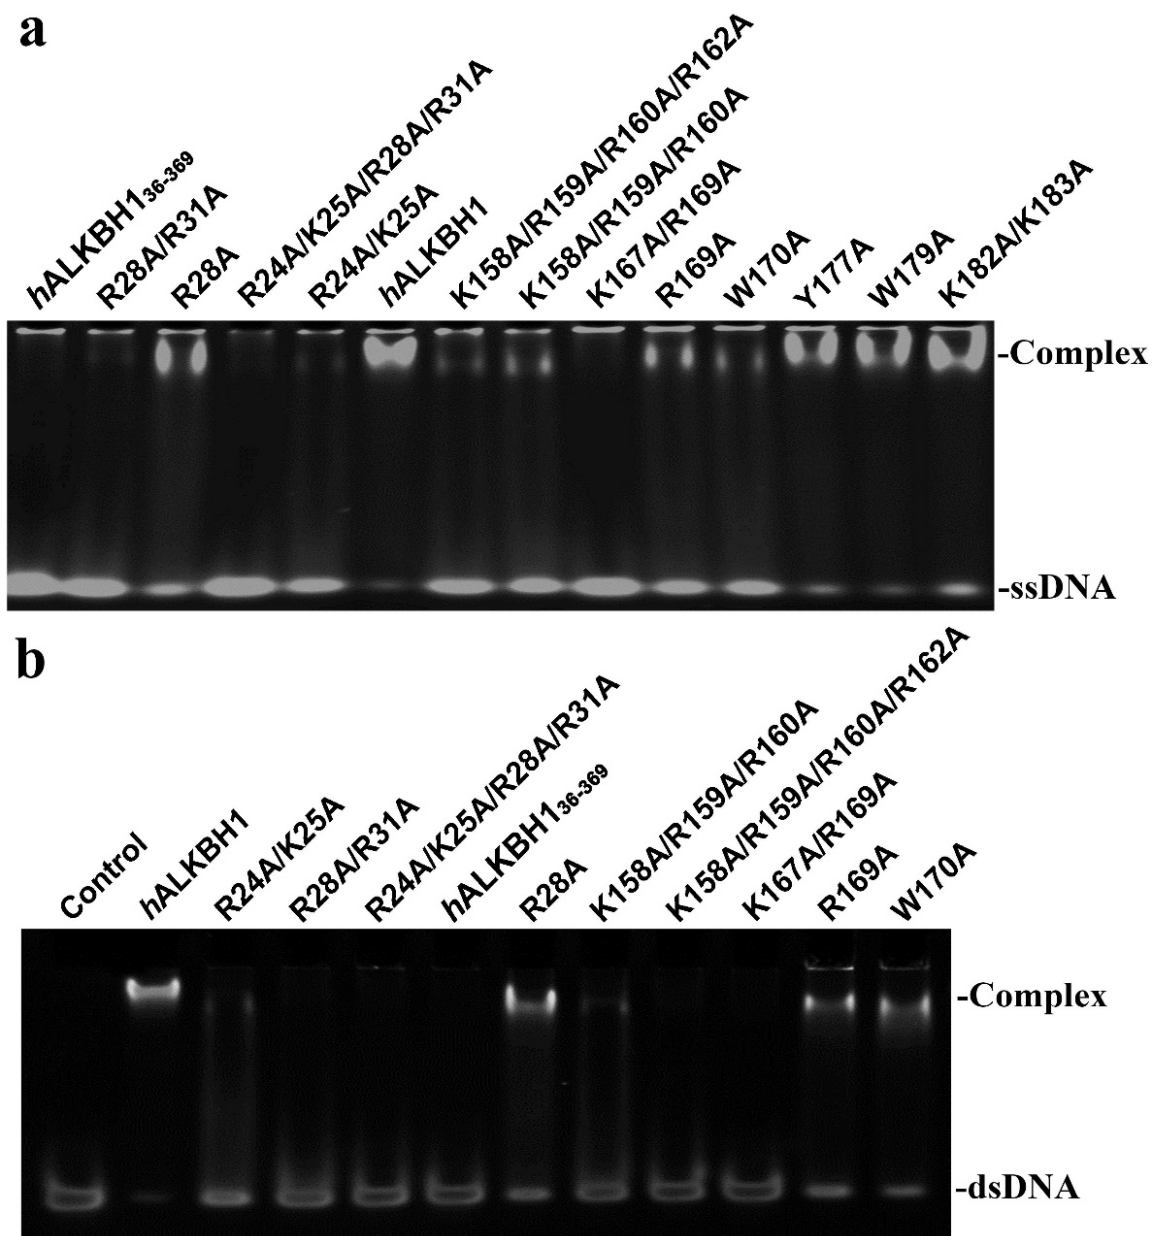 a
hALKBH1₃₆₋₃₆₉
R28A/R31A
R28A
R24A/K25A/R28A/R31A
R24A/K25A
hALKBH1
K158A/R159A/R160A/R162A
K158A/R159A/R160A
K167A/R169A
R169A
W170A
Y177A
W179A
K182A/K183A
-Complex
-ssDNA
b
Control
hALKBH1
R24A/K25A
R28A/R31A
R24A/K25A/R28A/R31A
hALKBH1₃₆₋₃₆₉
R28A
K158A/R159A/R160A
K158A/R159A/R160A/R162A
K167A/R169A
R169A
W170A
-Complex
-dsDNA